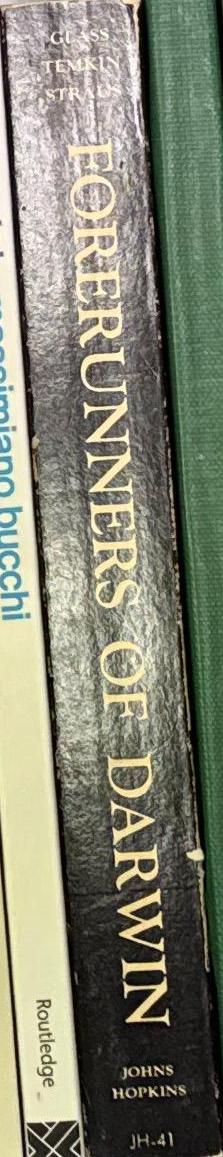 massimiano bucchi
Routledge
GLASS
TEMKIN
STRAUS
FORERUNNERS OF DARWIN
JOHNS
HOPKINS
JH-41